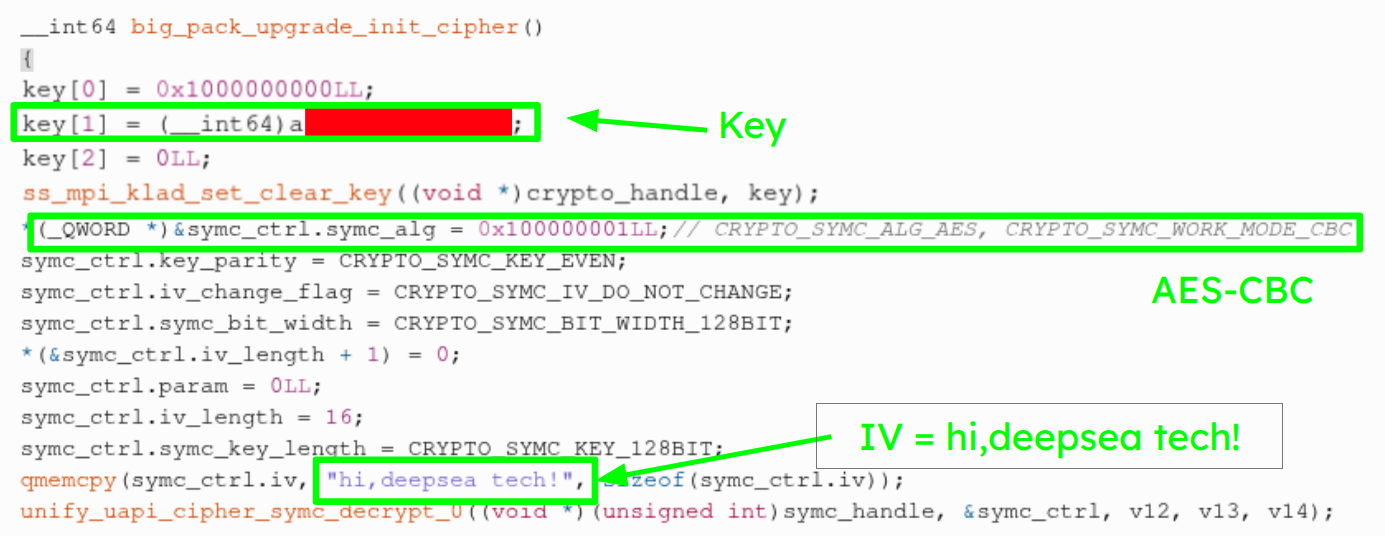 __int64 big_pack_upgrade_init_cipher()
{
key[0] = 0x1000000000LL;
key[1] = (__int64)a ;
Key
key[2] = 0LL;
ss_mpi_klad_set_clear_key((void *)crypto_handle, key);
*(_QWORD *)&symc_ctrl.symc_alg = 0x100000001LL;// CRYPTO_SYMC_ALG_AES, CRYPTO_SYMC_WORK_MODE_CBC
symc_ctrl.key_parity = CRYPTO_SYMC_KEY_EVEN;
AES-CBC
symc_ctrl.iv_change_flag = CRYPTO_SYMC_IV_DO_NOT_CHANGE;
symc_ctrl.symc_bit_width = CRYPTO_SYMC_BIT_WIDTH_128BIT;
*(&symc_ctrl.iv_length + 1) = 0;
symc_ctrl.param = 0LL;
symc_ctrl.iv_length = 16;
IV = hi,deepsea tech!
symc_ctrl.symc_key_length = CRYPTO_SYMC_KEY_128BIT;
qmemcpy(symc_ctrl.iv, "hi,deepsea tech!", sizeof(symc_ctrl.iv));
unify_uapi_cipher_symc_decrypt_0((void *)(unsigned int)symc_handle, &symc_ctrl, v12, v13, v14);